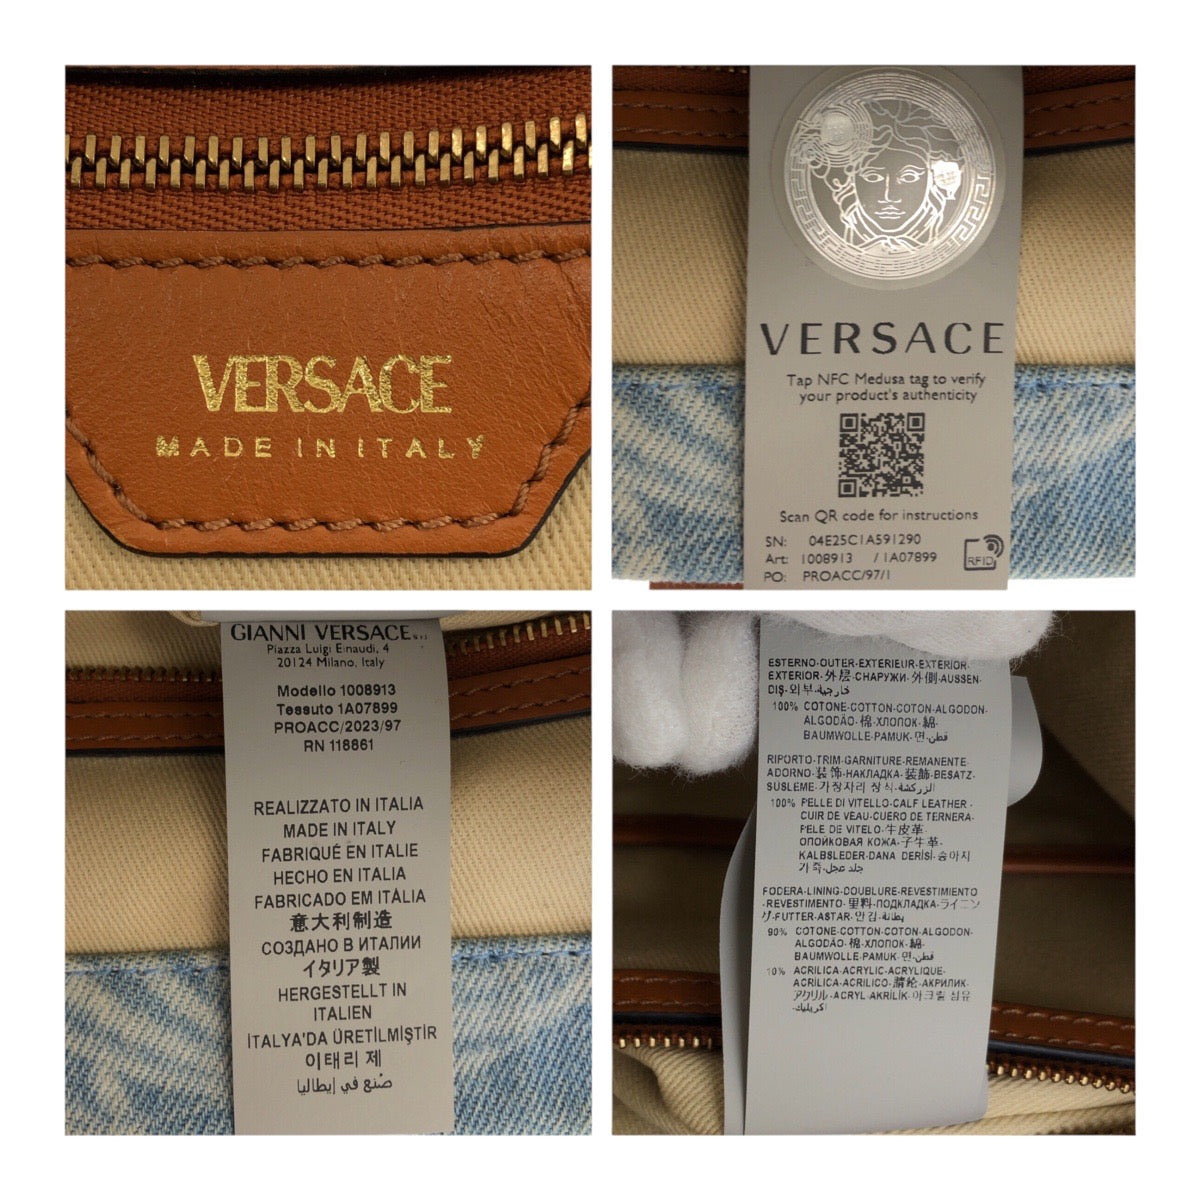 VERSACE
MADE IN ITALY
VERSACE
Tap NFC Medusa tag to verify
your product's authenticity
Scan QR code for instructions
SN: 04E25C1A591290
Art: 1008913 / 1A07899
PO: PROACC/97/1
RFID
GIANNI VERSACE
Piazza Luigi Einaudi, 4
20124 Milano, Italy
Modello 1008913
Tessuto 1A07899
PROACC/2023/97
RN 118861
REALIZZATO IN ITALIA
MADE IN ITALY
FABRIQUÉ EN ITALIE
HECHO EN ITALIA
FABRICADO EM ITÁLIA
意大利制造
СОЗДАНО В ИТАЛИИ
イタリア製
HERGESTELLT IN
ITALIEN
İTALYA'DA ÜRETİLMİŞTİR
이태리 제
صُنع في إيطاليا
ESTERNO-OUTER-EXTERIEUR-EXTERIOR-
EXTERIOR-外层-СНАРУЖИ-外側-AUSSEN-
DIŞ-외부-خارجية
100% COTONE-COTTON-COTON-ALGODON-
ALGODÃO-棉-ХЛОПОК-綿-
BAUMWOLLE-PAMUK-면-قطن
RIPORTO-TRIM-GARNITURE-REMANENTE-
ADORNO-装饰-НАКЛАДКА-装飾-BESATZ-
SUSLEME-가장자리 장식-الزركشة
100% PELLE DI VITELLO-CALF LEATHER-
CUIR DE VEAU-CUERO DE TERNERA-
PELE DE VITELO-牛皮革-
ОПОЙКОВАЯ КОЖА-子牛革-
KALBSLEDER-DANA DERİSİ-송아지
가죽-جلد عجل
FODERA-LINING-DOUBLURE-REVESTIMIENTO
-REVESTIMENTO-里料-ПОДКЛАДКА-ライニン
グ-FUTTER-ASTAR-안감-بطانة
90% COTONE-COTTON-COTON-ALGODON-
ALGODÃO-棉-ХЛОПОК-綿-
BAUMWOLLE-PAMUK-면-قطن
10% ACRILICA-ACRYLIC-ACRYLIQUE-
ACRÍLICA-ACRILICO-腈纶-АКРИЛИК-
アクリル-ACRYL-AKRİLİK-아크릴 섬유
-اكريليك